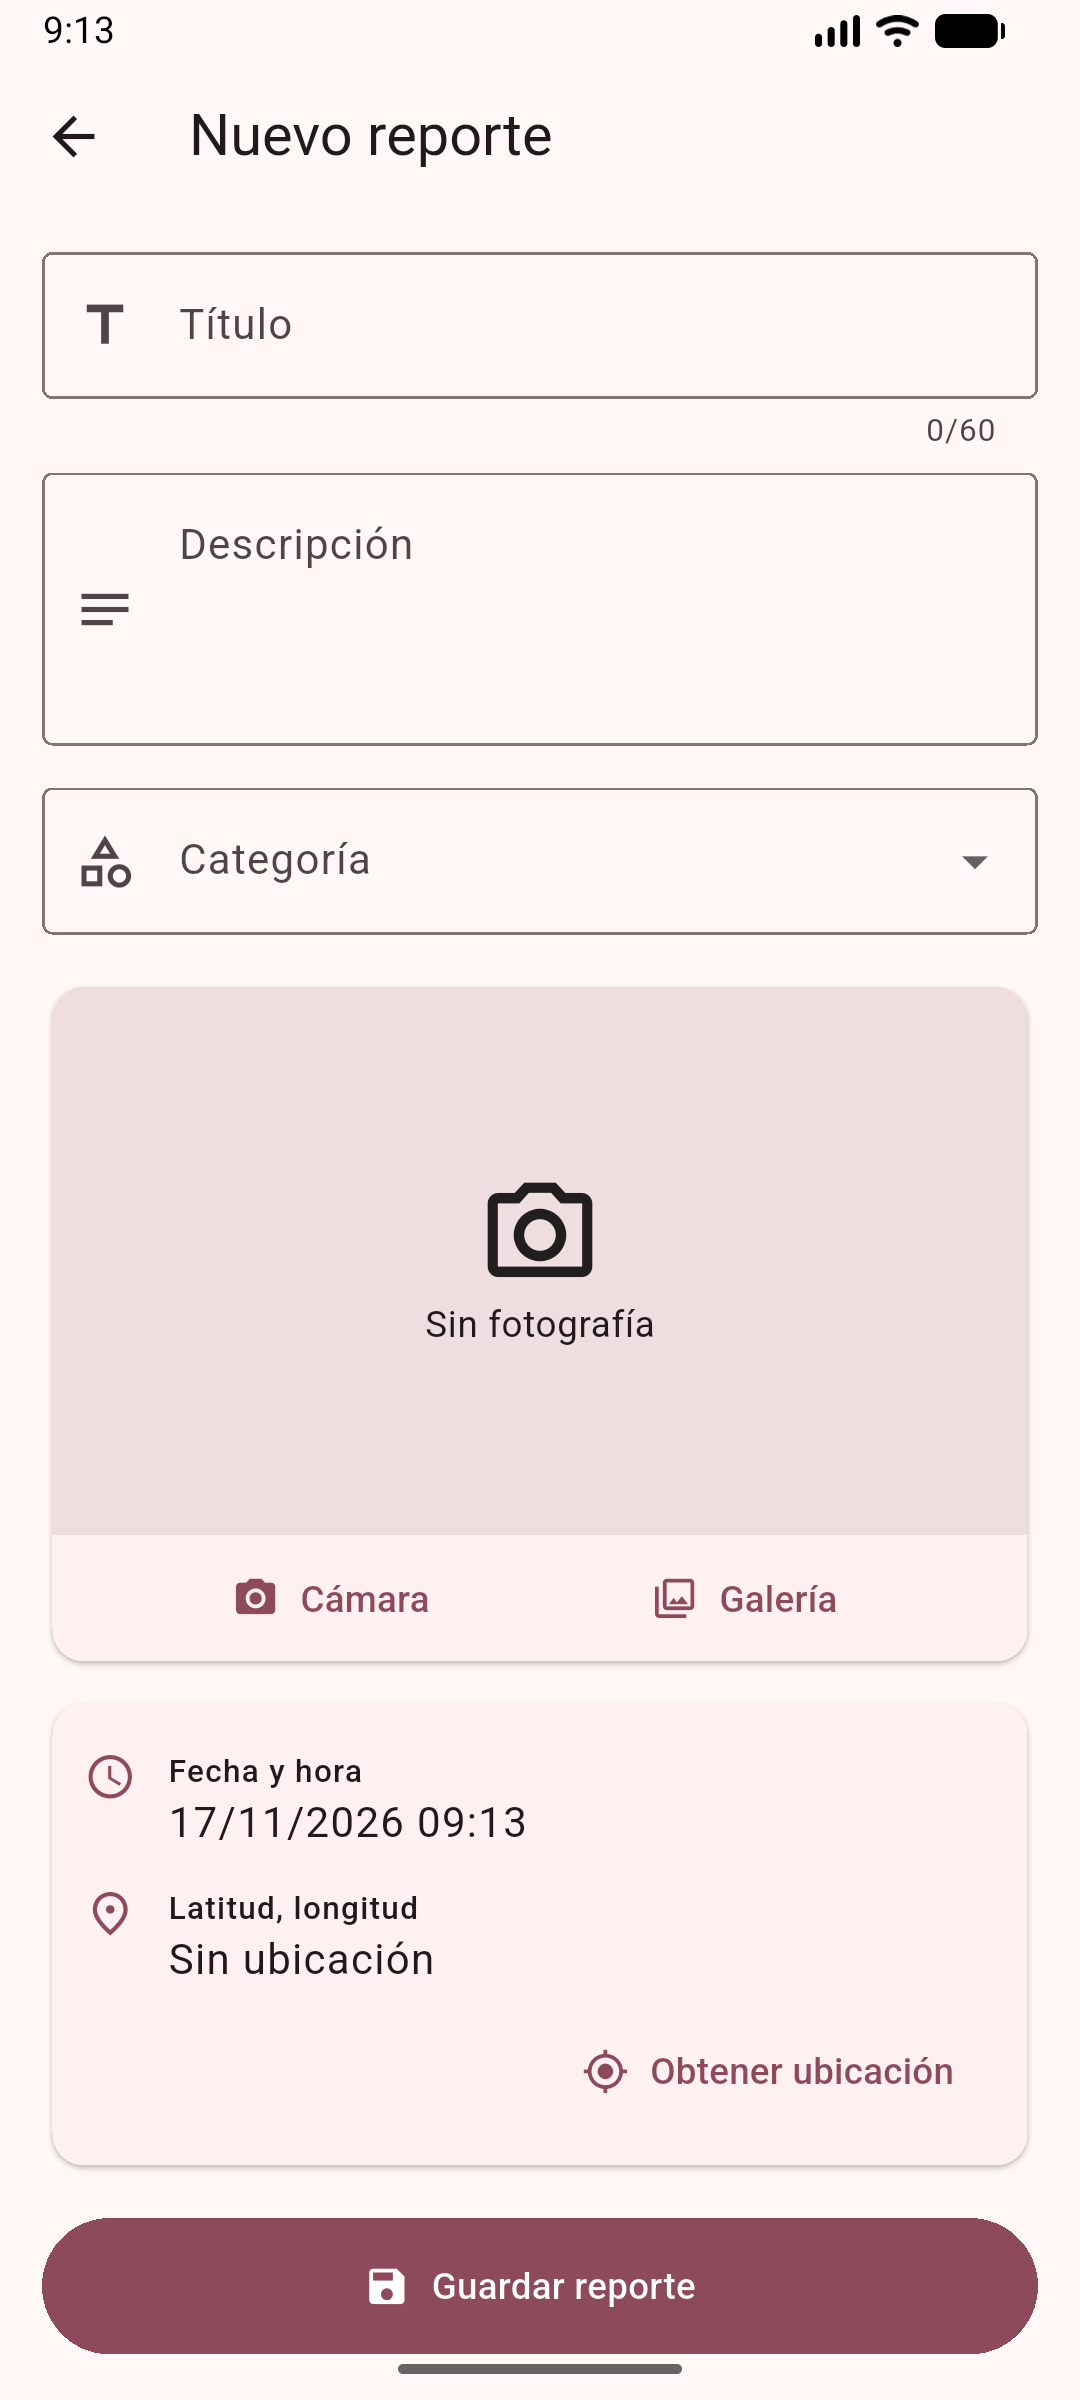 9:13
Nuevo reporte
Título
0/60
Descripción
Categoría
Sin fotografía
Cámara
Galería
Fecha y hora
17/11/2026 09:13
Latitud, longitud
Sin ubicación
Obtener ubicación
Guardar reporte